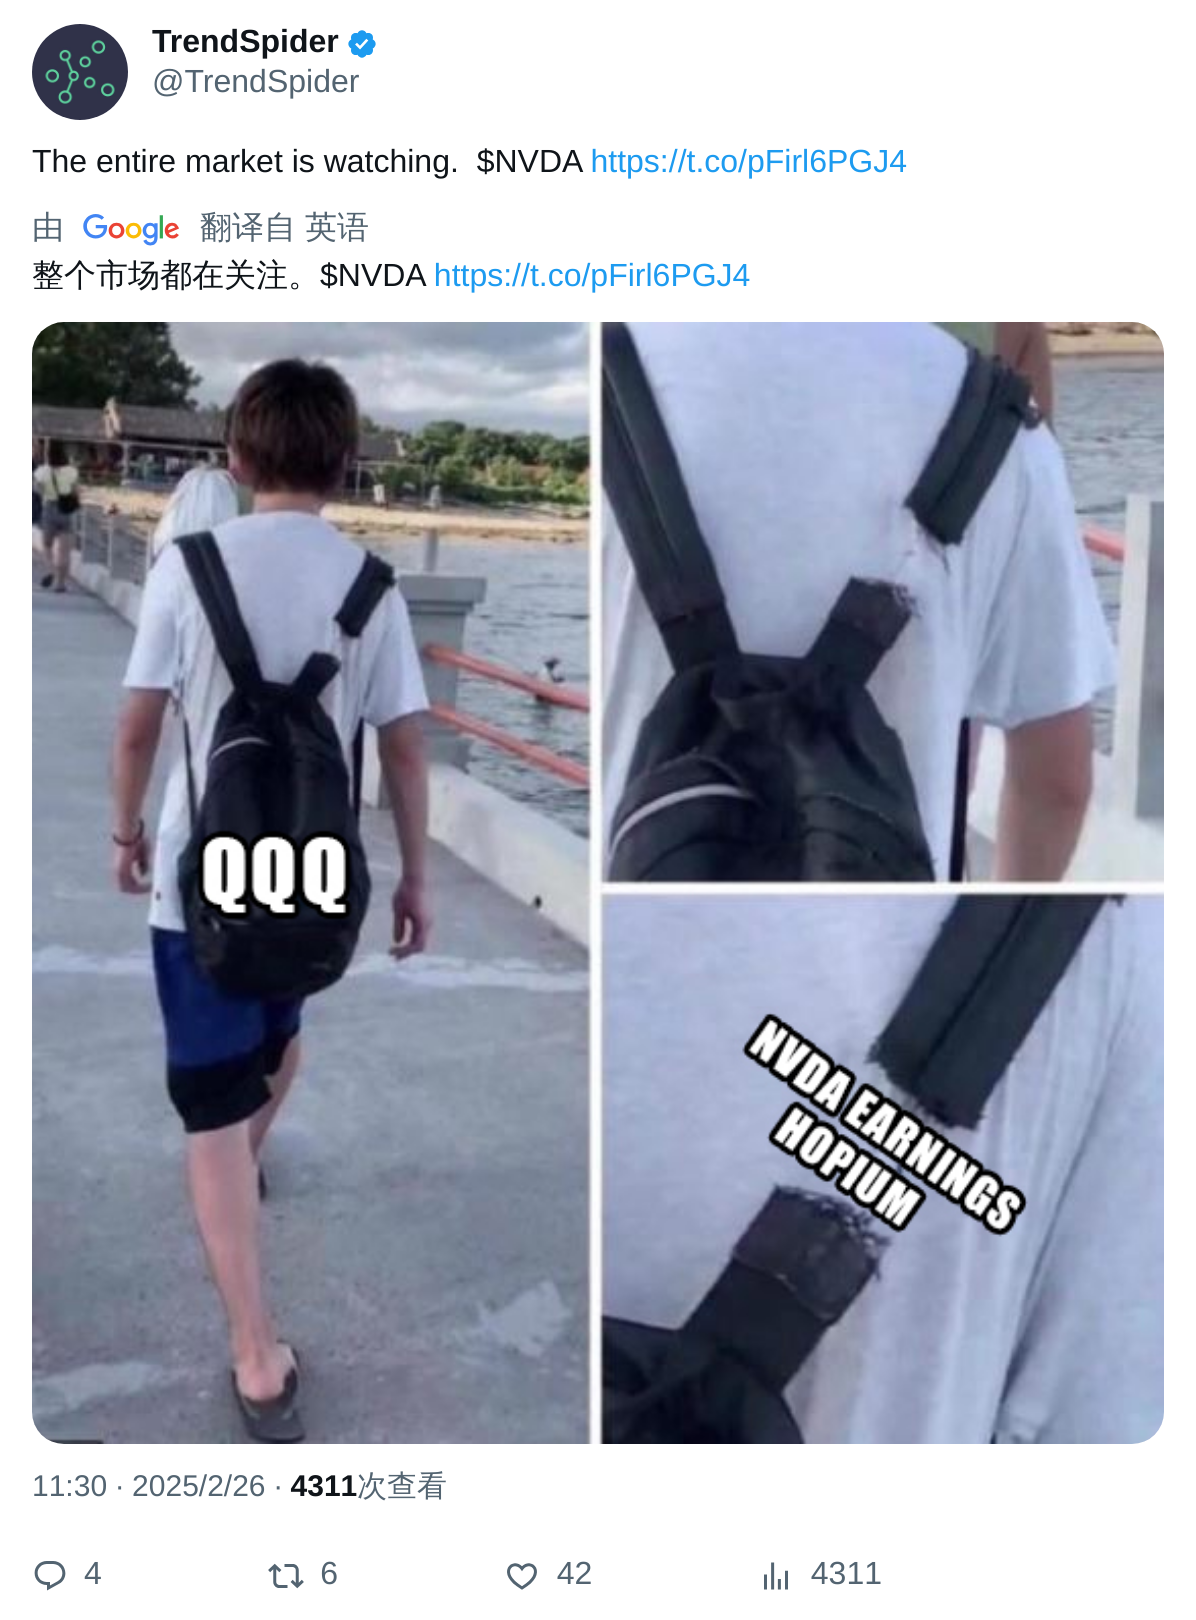 TrendSpider
@TrendSpider
The entire market is watching.  $NVDA https://t.co/pFirl6PGJ4
由 Google 翻译自 英语
整个市场都在关注。$NVDA https://t.co/pFirl6PGJ4
QQQ
NVDA EARNINGS
HOPIUM
11:30 · 2025/2/26 · 4311次查看
4 6 42 4311